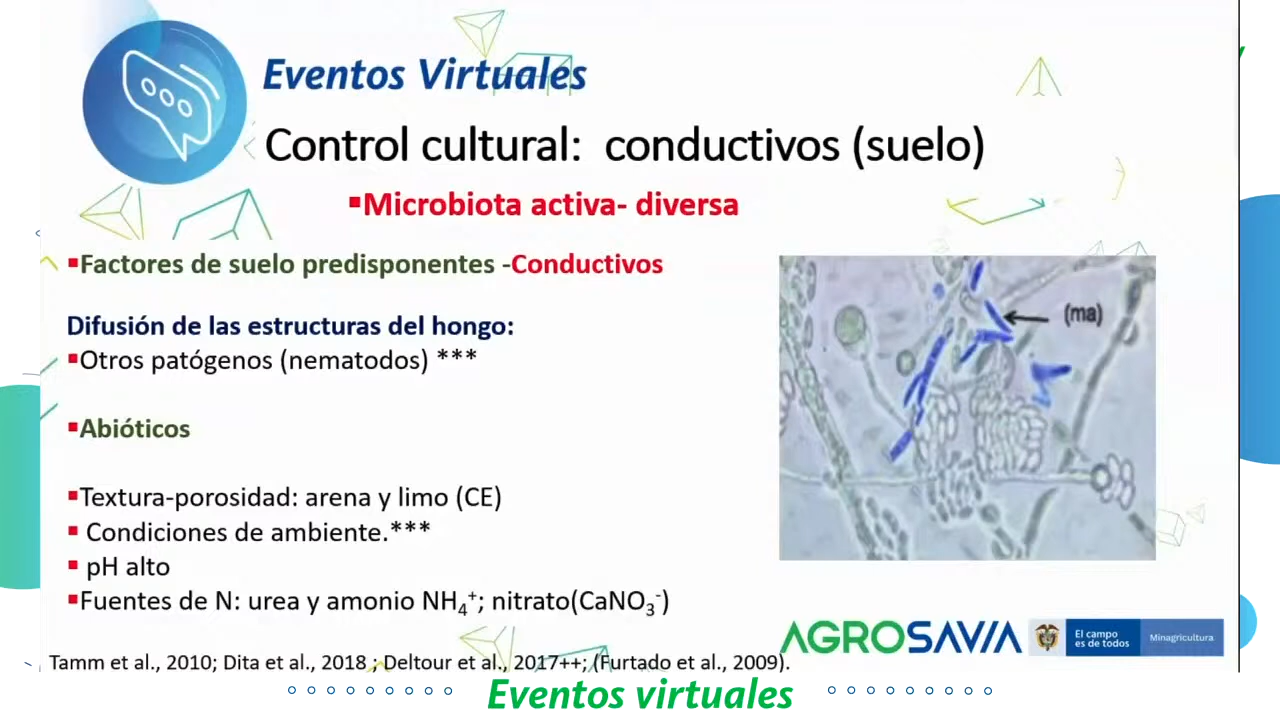 Eventos Virtuales
Control cultural: conductivos (suelo)
▪Microbiota activa- diversa
▪Factores de suelo predisponentes -Conductivos
Difusión de las estructuras del hongo:
▪Otros patógenos (nematodos) ***
(ma)
▪Abióticos
▪Textura-porosidad: arena y limo (CE)
▪ Condiciones de ambiente.***
▪ pH alto
▪Fuentes de N: urea y amonio NH₄⁺; nitrato(CaNO₃⁻)
AGROSAVIA
El campo
es de todos
Minagricultura
Tamm et al., 2010; Dita et al., 2018 ; Deltour et al., 2017++; (Furtado et al., 2009).
Eventos virtuales